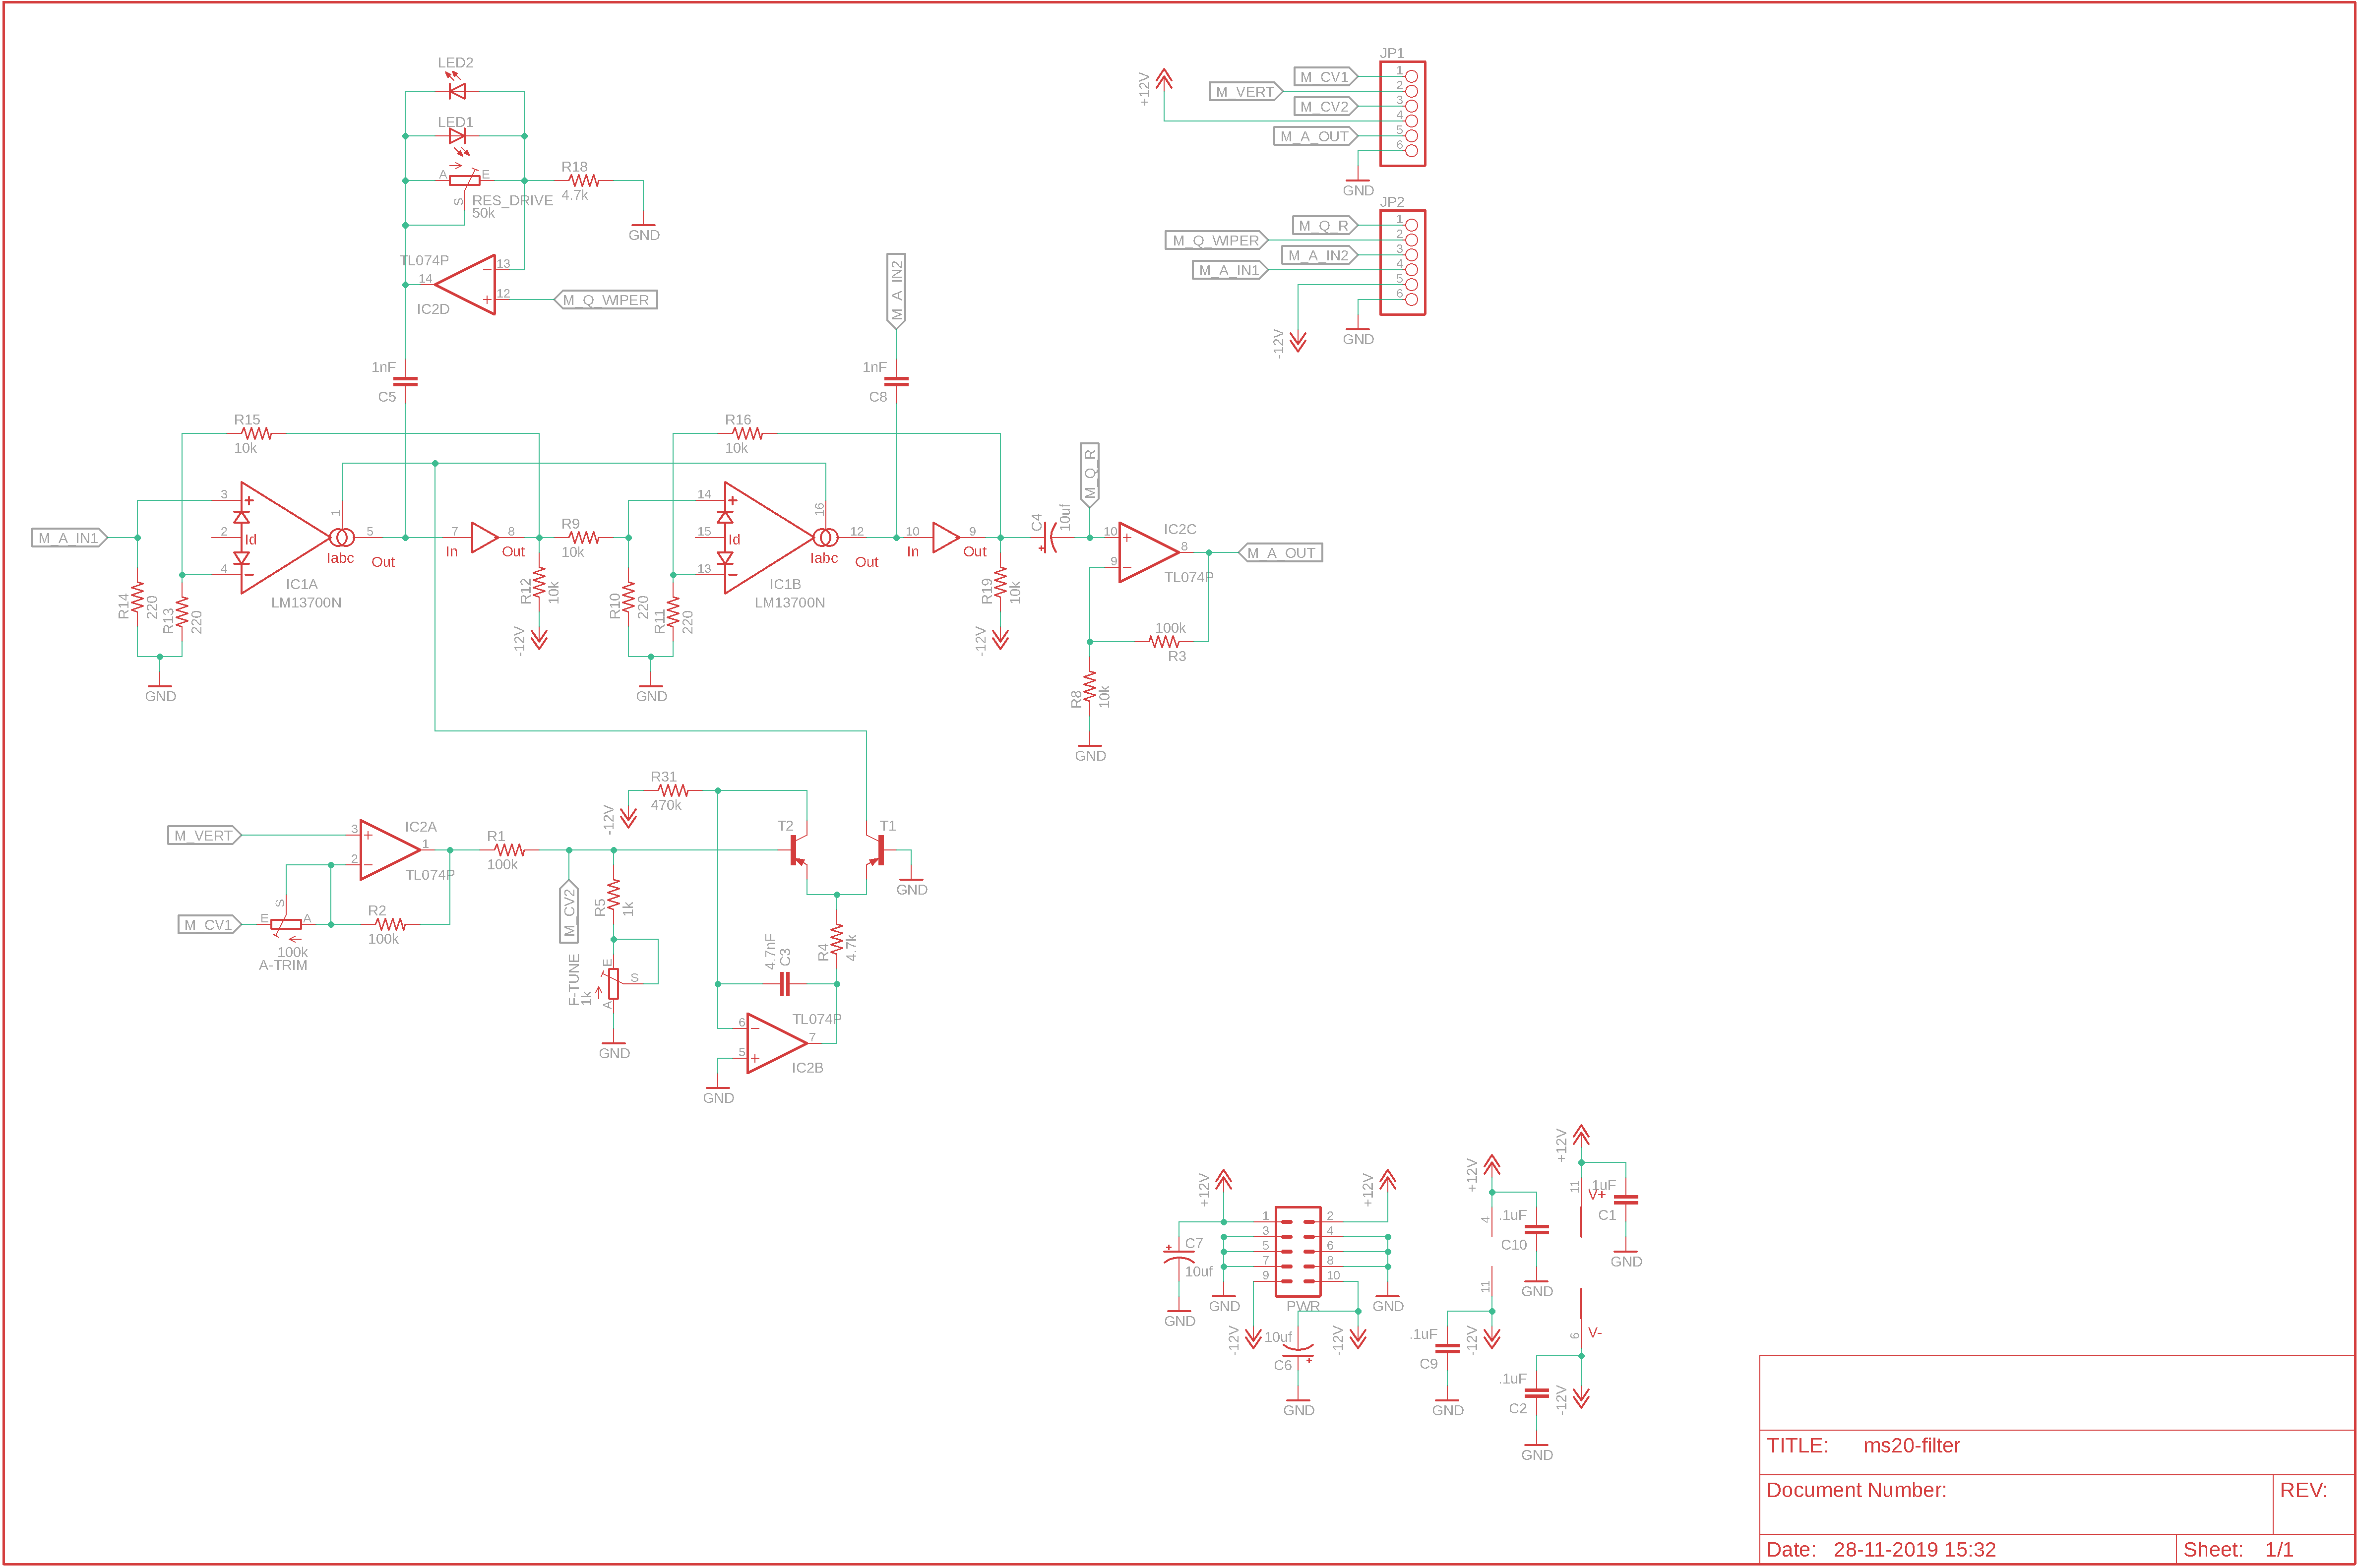 LED2
LED1
A
E
S
RES_DRIVE
50k
R18
4.7k
GND
TL074P
14
13
12
IC2D
M_Q_WIPER
1nF
C5
M_A_IN2
1nF
C8
+12V
JP1
M_CV1
M_VERT
M_CV2
M_A_OUT
1
2
3
4
5
6
GND
JP2
M_Q_R
M_Q_WIPER
M_A_IN2
M_A_IN1
1
2
3
4
5
6
-12V
GND
R15
10k
M_A_IN1
3
2
4
Id
1
Iabc
5
Out
IC1A
LM13700N
R14
220
R13
220
GND
7
In
8
Out
R12
10k
-12V
R9
10k
R16
10k
14
15
13
Id
16
Iabc
12
Out
IC1B
LM13700N
R10
220
R11
220
GND
10
In
9
Out
R19
10k
-12V
C4
10uf
M_Q_R
10
9
8
IC2C
TL074P
M_A_OUT
100k
R3
R8
10k
GND
M_VERT
3
2
1
IC2A
TL074P
M_CV1
E
S
A
100k
A-TRIM
R2
100k
R1
100k
M_CV2
R31
470k
-12V
R5
1k
F-TUNE
1k
E
S
A
GND
T2
T1
GND
R4
4.7k
4.7nF
C3
TL074P
6
5
7
IC2B
GND
+12V
C7
10uf
GND
1
3
5
7
9
2
4
6
8
10
PWR
GND
-12V
+12V
GND
10uf
C6
-12V
GND
+12V
4
.1uF
C10
GND
11
-12V
.1uF
C9
GND
+12V
11
V+
.1uF
C1
GND
6
V-
.1uF
C2
-12V
GND
TITLE: ms20-filter
Document Number:
REV:
Date: 28-11-2019 15:32
Sheet: 1/1